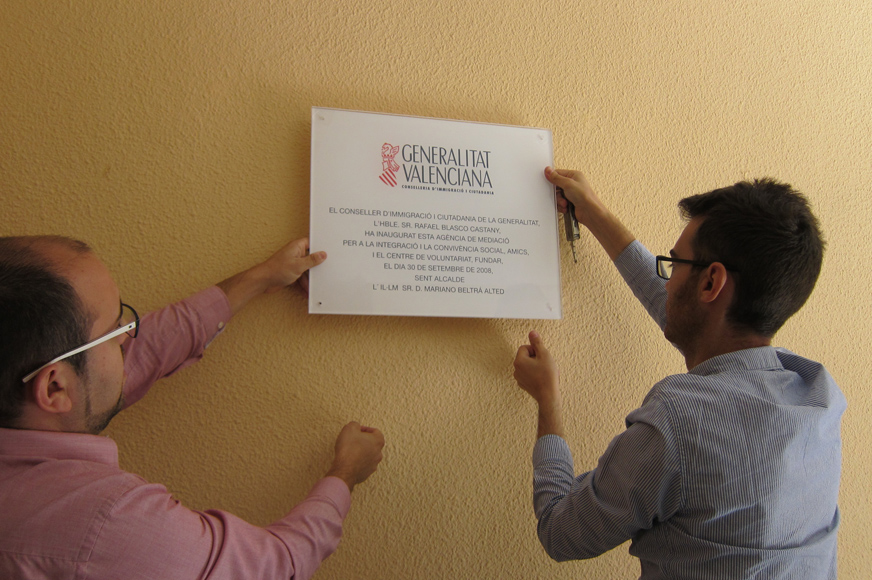 GENERALITAT
VALENCIANA
CONSELLERIA D'IMMIGRACIÓ I CIUTADANIA
EL CONSELLER D'IMMIGRACIÓ I CIUTADANIA DE LA GENERALITAT,
L'HBLE. SR. RAFAEL BLASCO CASTANY,
HA INAUGURAT ESTA AGÈNCIA DE MEDIACIÓ
PER A LA INTEGRACIÓ I LA CONVIVÈNCIA SOCIAL, AMICS,
I EL CENTRE DE VOLUNTARIAT, FUNDAR,
EL DIA 30 DE SETEMBRE DE 2008,
SENT ALCALDE
L'IL·LM SR. D. MARIANO BELTRÁ ALTED